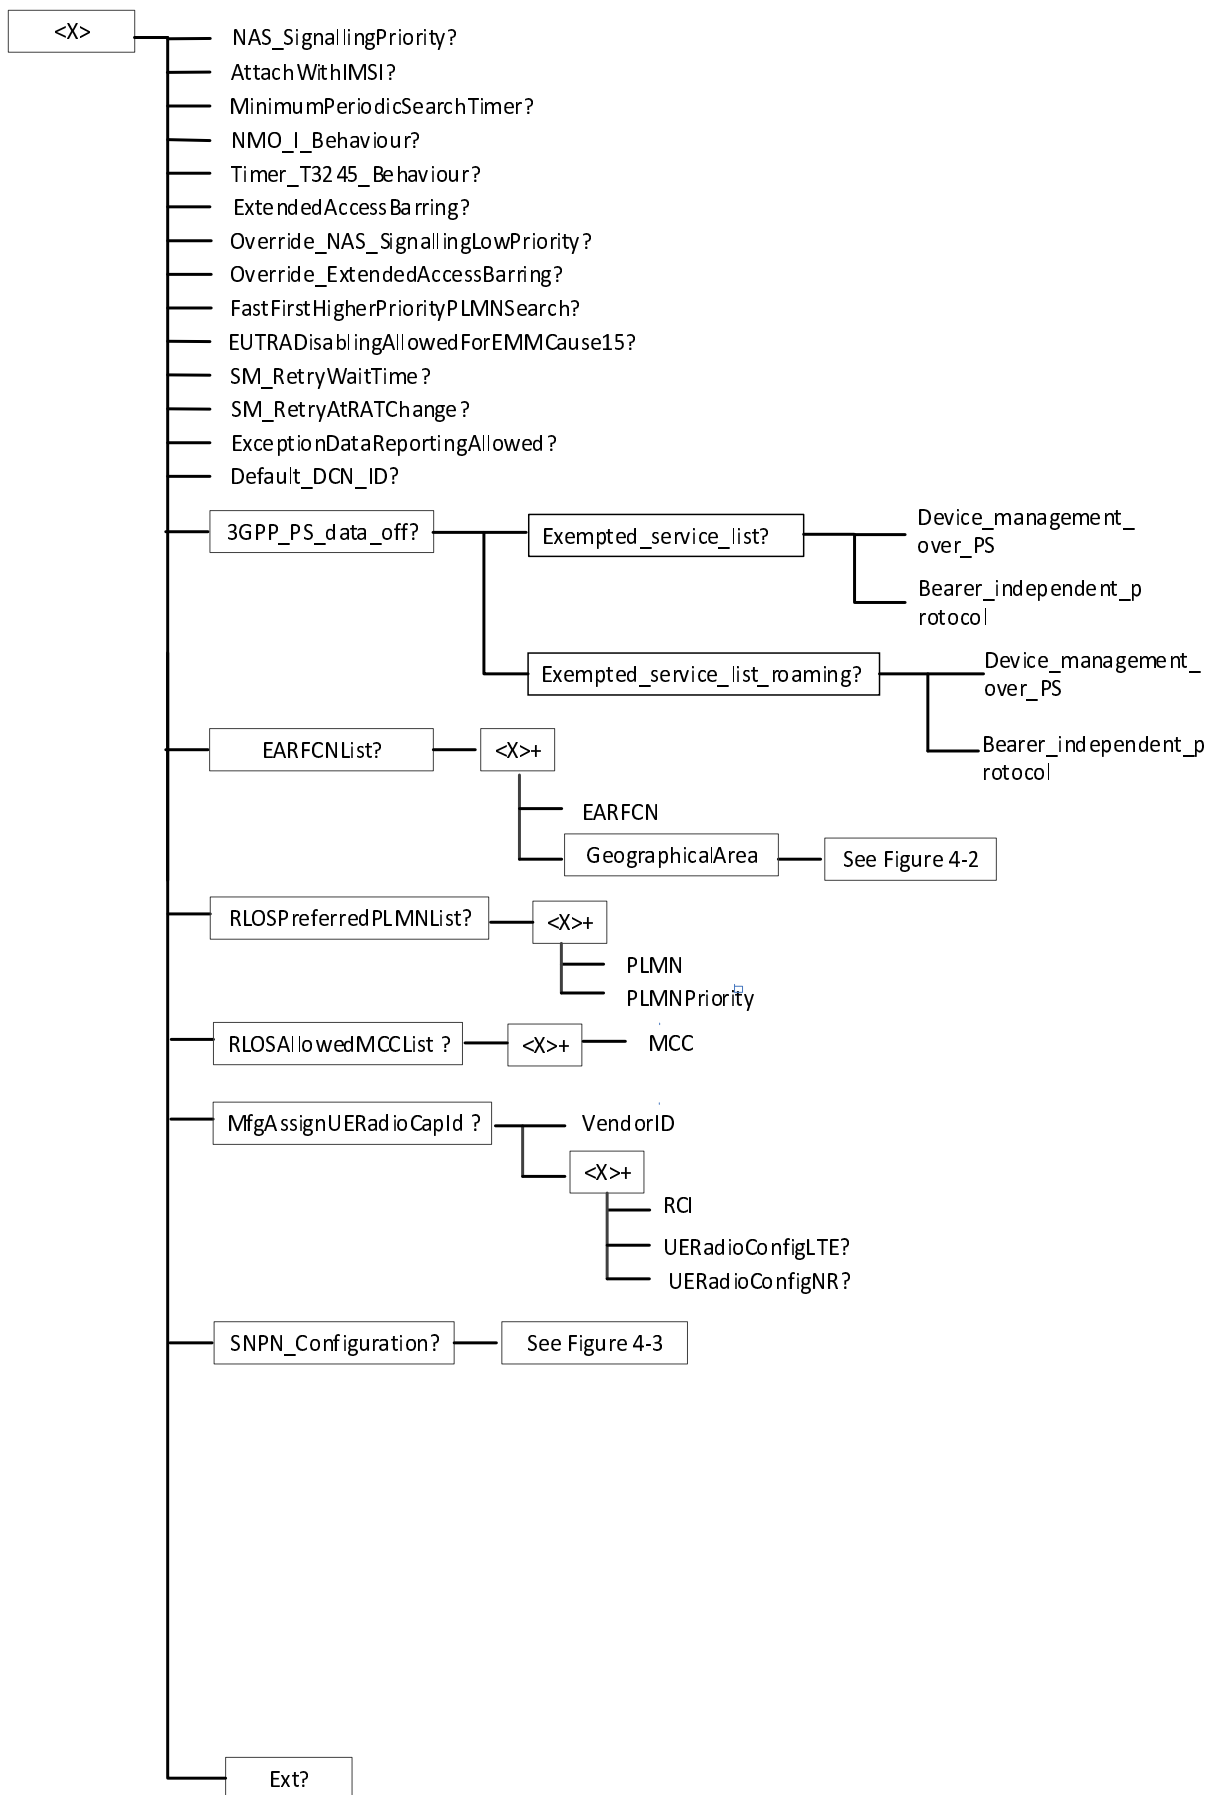 <X>
NAS_SignallingPriority?
AttachWithIMSI?
MinimumPeriodicSearchTimer?
NMO_I_Behaviour?
Timer_T3245_Behaviour?
ExtendedAccessBarring?
Override_NAS_SignallingLowPriority?
Override_ExtendedAccessBarring?
FastFirstHigherPriorityPLMNSearch?
EUTRADisablingAllowedForEMMCause15?
SM_RetryWaitTime?
SM_RetryAtRATChange?
ExceptionDataReportingAllowed?
Default_DCN_ID?
3GPP_PS_data_off?
Exempted_service_list?
Device_management_
over_PS
Bearer_independent_p
rotocol
Exempted_service_list_roaming?
Device_management_
over_PS
Bearer_independent_p
rotocol
EARFCNList?
<X>+
EARFCN
GeographicalArea
See Figure 4-2
RLOSPreferredPLMNList?
<X>+
PLMN
PLMNPriority
RLOSAllowedMCCList ?
<X>+
MCC
MfgAssignUERadioCapId ?
VendorID
<X>+
RCI
UERadioConfigLTE?
UERadioConfigNR?
SNPN_Configuration?
See Figure 4-3
Ext?